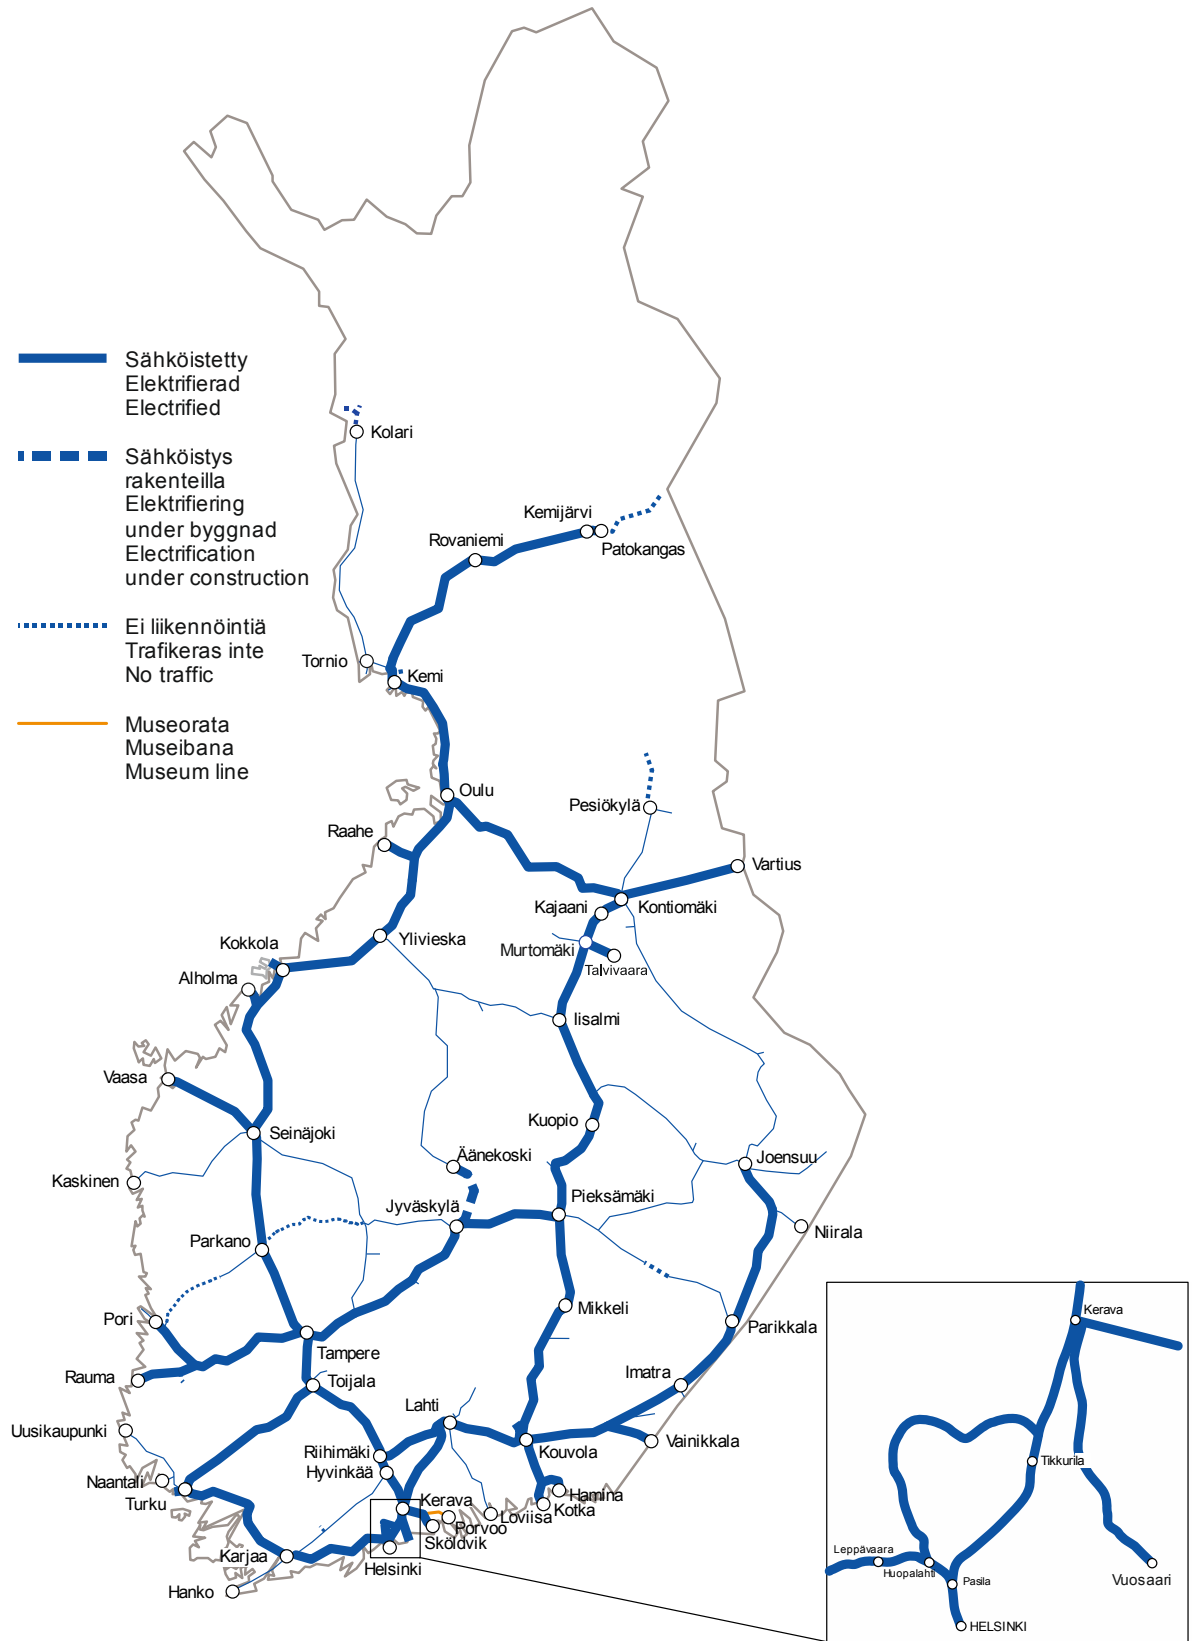 Sähköistetty
Elektrifierad
Electrified
Sähköistys
rakenteilla
Elektrifiering
under byggnad
Electrification
under construction
Ei liikennöintiä
Trafikeras inte
No traffic
Museorata
Museibana
Museum line
Kolari
Kemijärvi
Rovaniemi
Patokangas
Tornio
Kemi
Oulu
Pesiökylä
Raahe
Vartius
Kajaani
Kontiomäki
Ylivieska
Murtomäki
Kokkola
Talvivaara
Alholma
Iisalmi
Vaasa
Kuopio
Seinäjoki
Äänekoski
Joensuu
Kaskinen
Pieksämäki
Jyväskylä
Niirala
Parkano
Mikkeli
Pori
Parikkala
Tampere
Imatra
Rauma
Toijala
Lahti
Uusikaupunki
Vainikkala
Riihimäki
Kouvola
Hyvinkää
Naantali
Hamina
Turku
Kerava
Kotka
Loviisa
Porvoo
Sköldvik
Karjaa
Helsinki
Hanko
Kerava
Tikkurila
Leppävaara
Huopalahti
Vuosaari
Pasila
HELSINKI